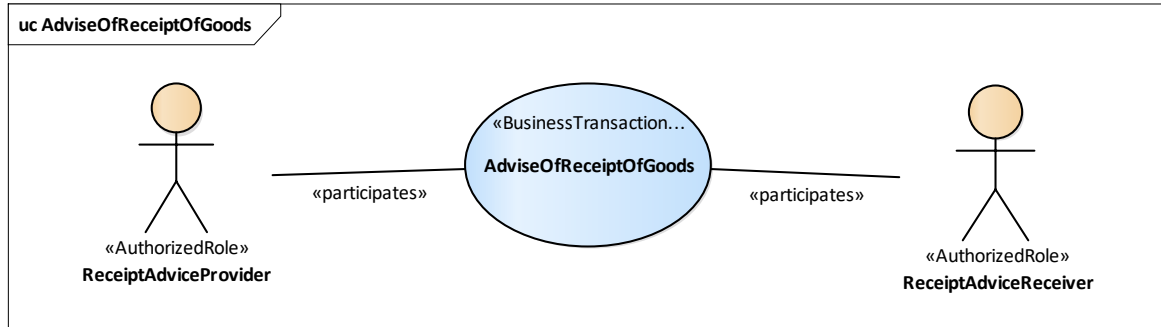 uc AdviseOfReceiptOfGoods
«BusinessTransaction…
AdviseOfReceiptOfGoods
«participates»
«participates»
«AuthorizedRole»
ReceiptAdviceProvider
«AuthorizedRole»
ReceiptAdviceReceiver